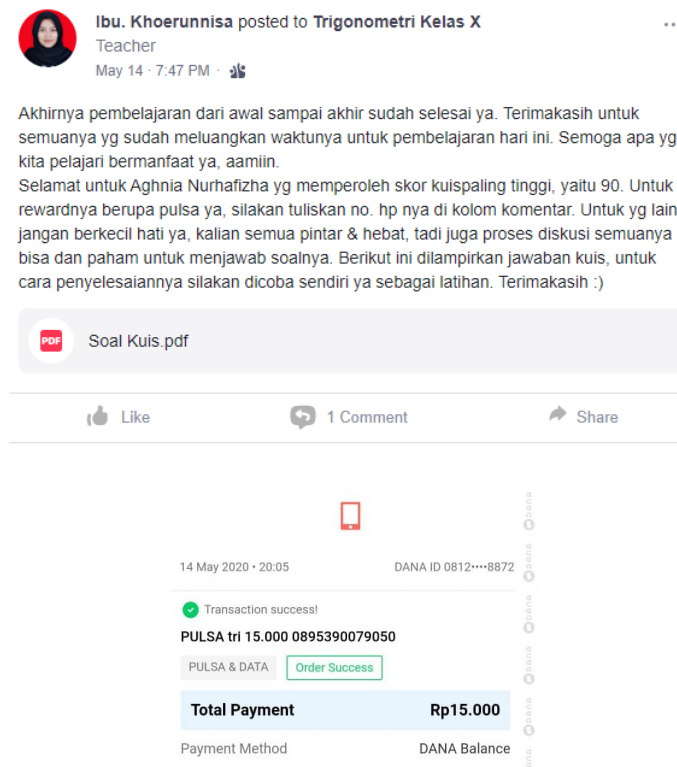 Ibu. Khoerunnisa posted to Trigonometri Kelas X
Teacher
May 14 · 7:47 PM ·
Akhirnya pembelajaran dari awal sampai akhir sudah selesai ya. Terimakasih untuk
semuanya yg sudah meluangkan waktunya untuk pembelajaran hari ini. Semoga apa yg
kita pelajari bermanfaat ya, aamiin.
Selamat untuk Aghnia Nurhafizha yg memperoleh skor kuispaling tinggi, yaitu 90. Untuk
rewardnya berupa pulsa ya, silakan tuliskan no. hp nya di kolom komentar. Untuk yg lain
jangan berkecil hati ya, kalian semua pintar & hebat, tadi juga proses diskusi semuanya
bisa dan paham untuk menjawab soalnya. Berikut ini dilampirkan jawaban kuis, untuk
cara penyelesaiannya silakan dicoba sendiri ya sebagai latihan. Terimakasih :)
PDF Soal Kuis.pdf
Like 1 Comment Share
14 May 2020 • 20:05 DANA ID 0812••••8872
Transaction success!
PULSA tri 15.000 0895390079050
PULSA & DATA Order Success
Total Payment Rp15.000
Payment Method DANA Balance
DANA
DANA
DANA
DANA
DANA
DANA